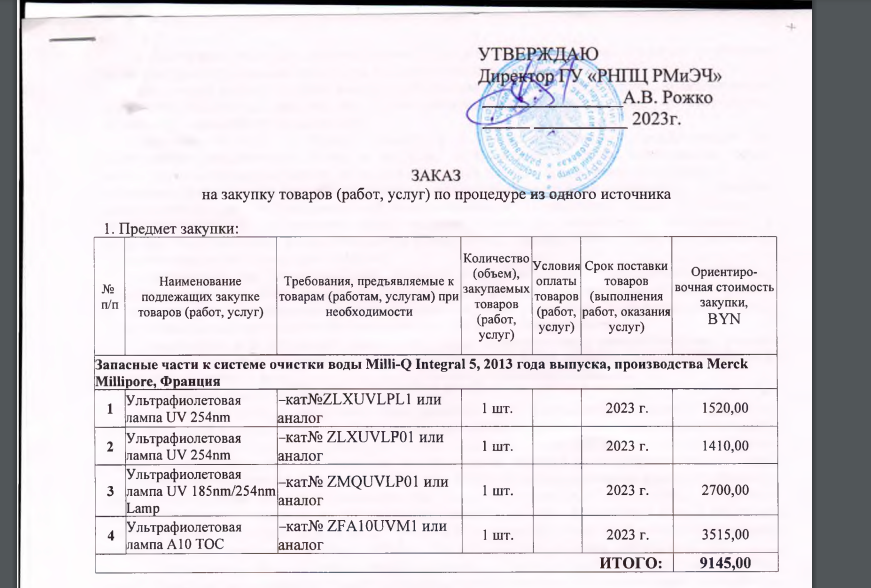 УТВЕРЖДАЮ
Директор ГУ «РНПЦ РМиЭЧ»
А.В. Рожко
2023г.
ЗАКАЗ
на закупку товаров (работ, услуг) по процедуре из одного источника
1. Предмет закупки:
№
п/п
Наименование
подлежащих закупке
товаров (работ, услуг)
Требования, предъявляемые к
товарам (работам, услугам) при
необходимости
Количество
(объем),
закупаемых
товаров
(работ,
услуг)
Условия
оплаты
товаров
(работ,
услуг)
Срок поставки
товаров
(выполнения
работ, оказания
услуг)
Ориентиро-
вочная стоимость
закупки,
BYN
Запасные части к системе очистки воды Milli-Q Integral 5, 2013 года выпуска, производства Merck
Millipore, Франция
1
Ультрафиолетовая
лампа UV 254nm
–кат№ZLXUVLPL1 или
аналог
1 шт.
2023 г.
1520,00
2
Ультрафиолетовая
лампа UV 254nm
–кат№ ZLXUVLP01 или
аналог
1 шт.
2023 г.
1410,00
3
Ультрафиолетовая
лампа UV 185nm/254nm
Lamp
–кат№ ZMQUVLP01 или
аналог
1 шт.
2023 г.
2700,00
4
Ультрафиолетовая
лампа A10 TOC
–кат№ ZFA10UVM1 или
аналог
1 шт.
2023 г.
3515,00
ИТОГО:
9145,00